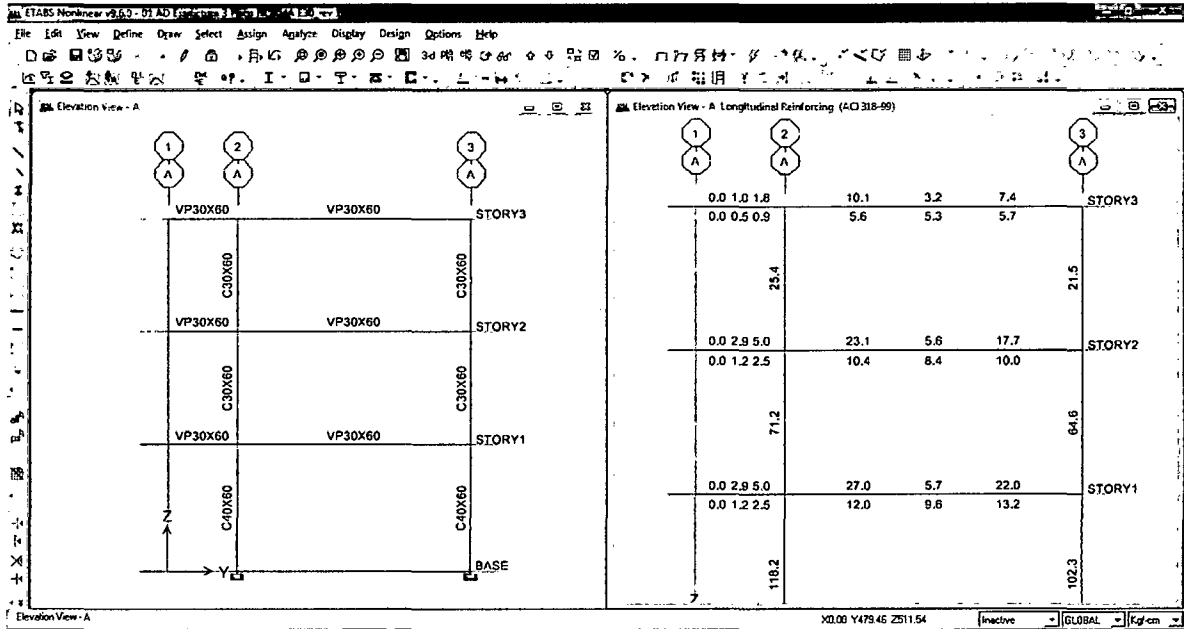 ETABS Nonlinear v9.6.0 - 01 AD
File Edit View Define Draw Select Assign Analyze Display Design Options Help
3d
Elevation View - A
1 2 3
A A A
VP30X60 VP30X60 STORY3
C30X60 C30X60
VP30X60 VP30X60 STORY2
C30X60 C30X60
VP30X60 VP30X60 STORY1
C40X60 C40X60
Z
Y
BASE
Elevation View - A Longitudinal Reinforcing (ACI 318-99)
1 2 3
A A A
0.0 1.0 1.8 10.1 3.2 7.4 STORY3
0.0 0.5 0.9 5.6 5.3 5.7
25.4 21.5
0.0 2.9 5.0 23.1 5.6 17.7 STORY2
0.0 1.2 2.5 10.4 8.4 10.0
71.2 64.6
0.0 2.9 5.0 27.0 5.7 22.0 STORY1
0.0 1.2 2.5 12.0 9.6 13.2
118.2 102.3
Elevation View - A
X0.00 Y479.46 Z511.54 Inactive GLOBAL Kgf-cm